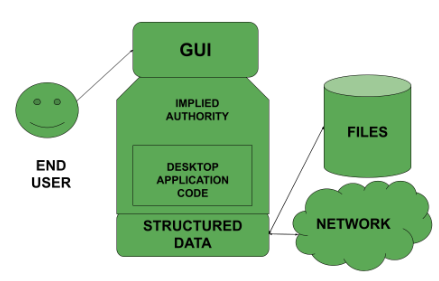 GUI
IMPLIED
AUTHORITY
DESKTOP
APPLICATION
CODE
STRUCTURED
DATA
END
USER
FILES
NETWORK